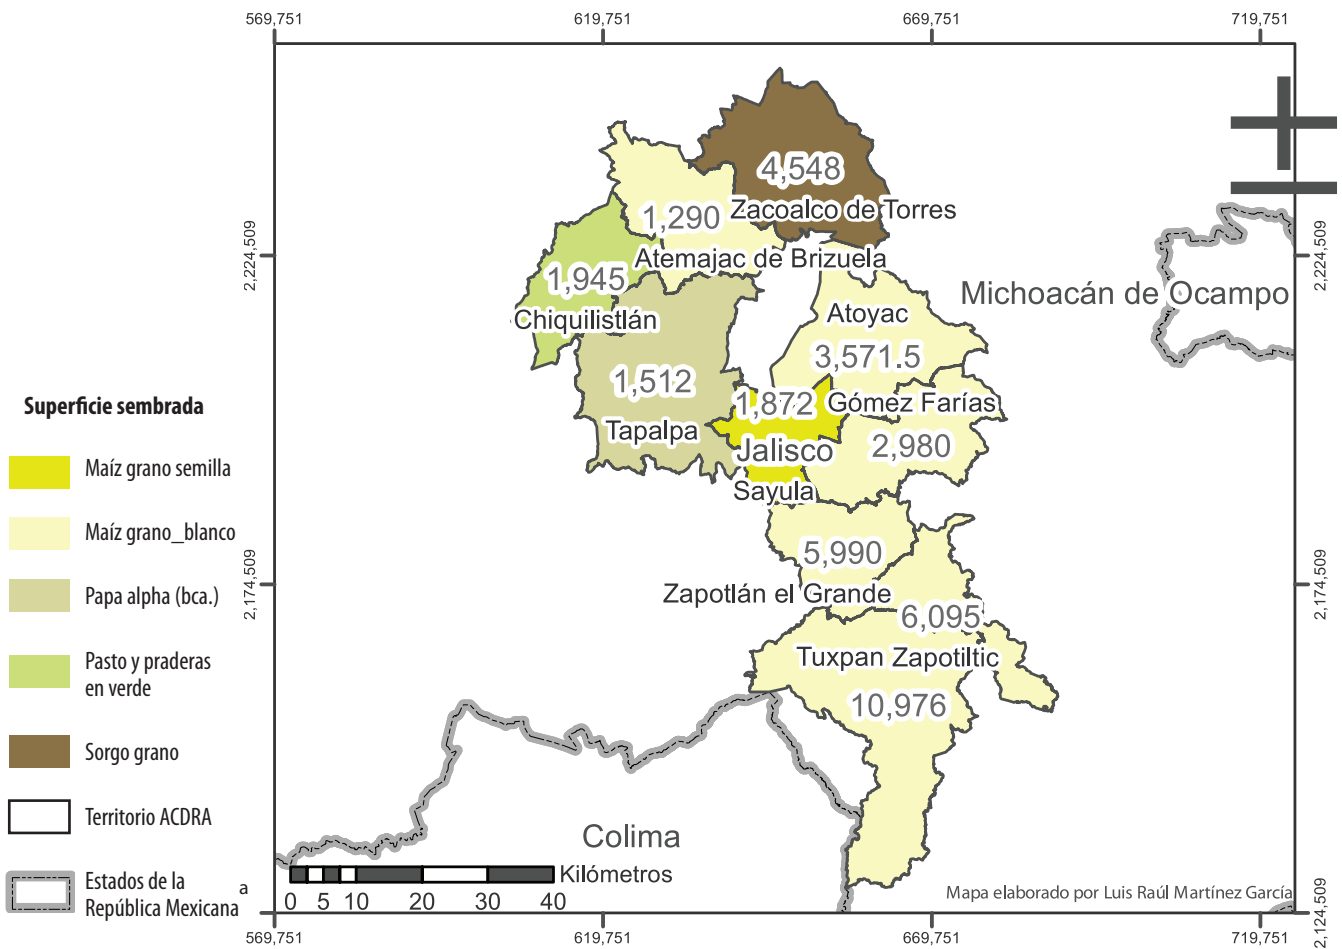 569,751
619,751
669,751
719,751
4,548
Zacoalco de Torres
1,290
Atemajac de Brizuela
2,224,509
2,224,509
1,945
Chiquilistlán
Michoacán de Ocampo
Atoyac
3,571.5
1,512
Tapalpa
1,872
Gómez Farías
2,980
Jalisco
Sayula
Superficie sembrada
Maíz grano semilla
Maíz grano_blanco
Papa alpha (bca.)
Pasto y praderas
en verde
Sorgo grano
Territorio ACDRA
Estados de la
República Mexicana
a
5,990
Zapotlán el Grande
2,174,509
2,174,509
6,095
Tuxpan Zapotiltic
10,976
Colima
Kilómetros
0 5 10 20 30 40
Mapa elaborado por Luis Raúl Martínez García
2,124,509
569,751
619,751
669,751
719,751